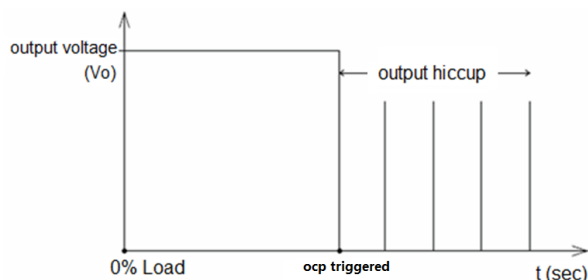 output voltage
(Vo)
output hiccup
0% Load
ocp triggered
t (sec)